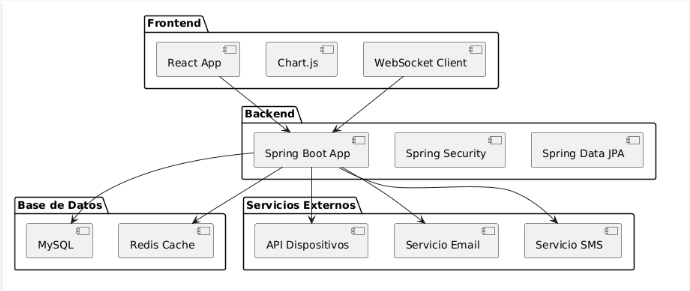 Frontend
React App
Chart.js
WebSocket Client
Backend
Spring Boot App
Spring Security
Spring Data JPA
Base de Datos
MySQL
Redis Cache
Servicios Externos
API Dispositivos
Servicio Email
Servicio SMS